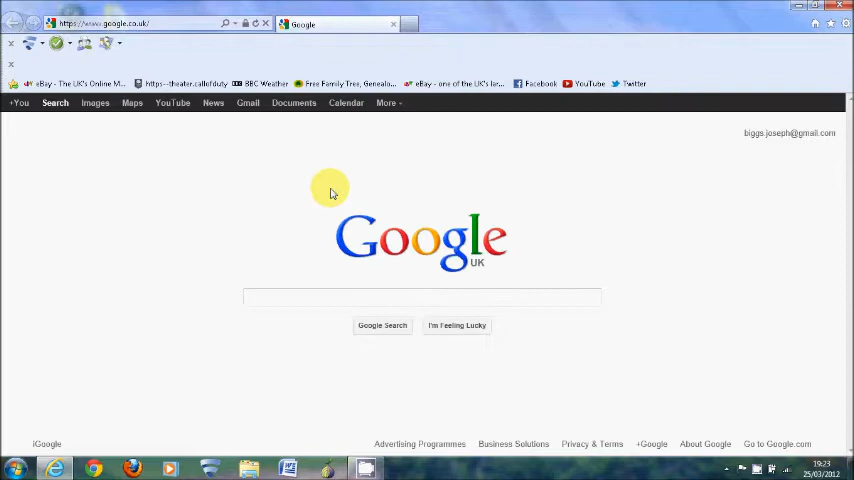 https://www.google.co.uk/
Google
eBay - The UK's Online M...
https--theater.callofduty
BBC Weather
Free Family Tree, Genealo...
eBay - one of the UK's lar...
Facebook
YouTube
Twitter
+You Search Images Maps YouTube News Gmail Documents Calendar More
biggs.joseph@gmail.com
Google
UK
Google Search I'm Feeling Lucky
iGoogle Advertising Programmes Business Solutions Privacy & Terms +Google About Google Go to Google.com
19:23
25/03/2012